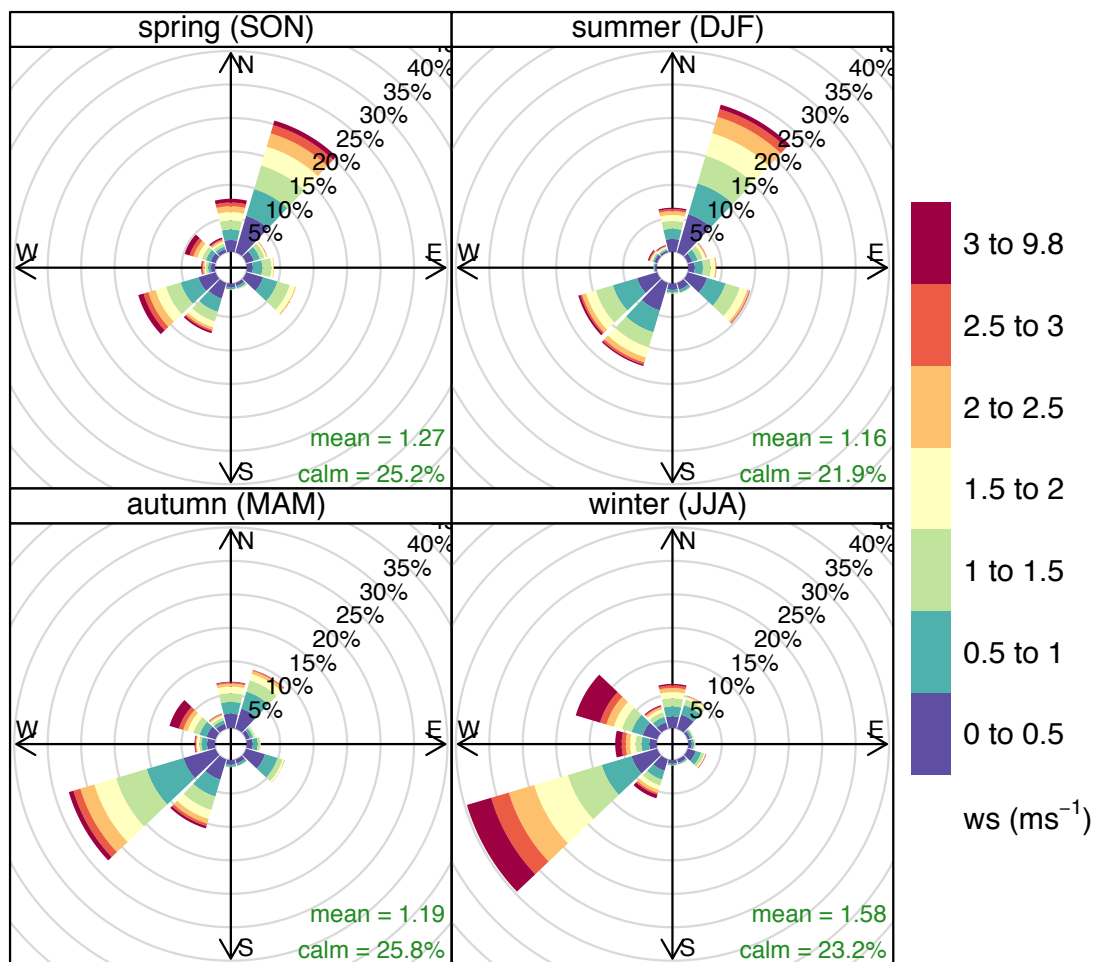 spring (SON)
N
40%
35%
30%
25%
20%
15%
10%
5%
W
E
S
mean = 1.27
calm = 25.2%
summer (DJF)
N
40%
35%
30%
25%
20%
15%
10%
5%
W
E
S
mean = 1.16
calm = 21.9%
autumn (MAM)
N
40%
35%
30%
25%
20%
15%
10%
5%
W
E
S
mean = 1.19
calm = 25.8%
winter (JJA)
N
40%
35%
30%
25%
20%
15%
10%
5%
W
E
S
mean = 1.58
calm = 23.2%
3 to 9.8
2.5 to 3
2 to 2.5
1.5 to 2
1 to 1.5
0.5 to 1
0 to 0.5
ws (ms⁻¹)